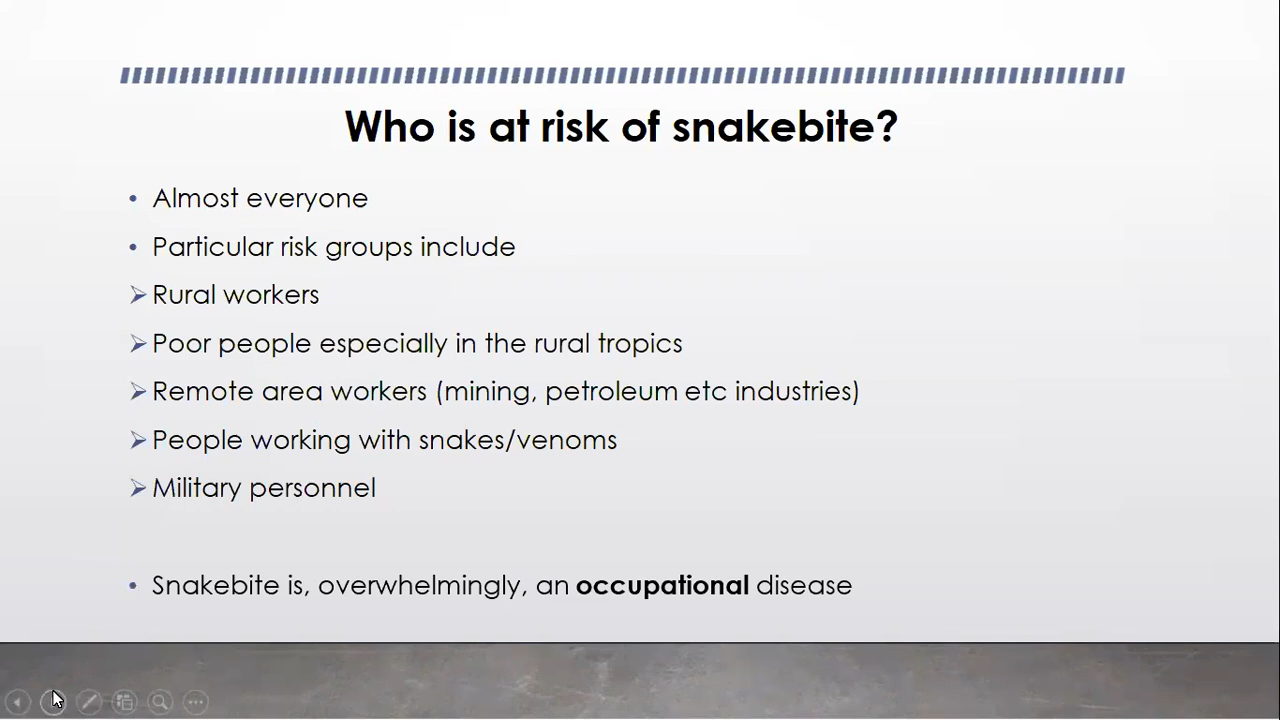 Who is at risk of snakebite?
• Almost everyone
• Particular risk groups include
➢ Rural workers
➢ Poor people especially in the rural tropics
➢ Remote area workers (mining, petroleum etc industries)
➢ People working with snakes/venoms
➢ Military personnel
• Snakebite is, overwhelmingly, an occupational disease